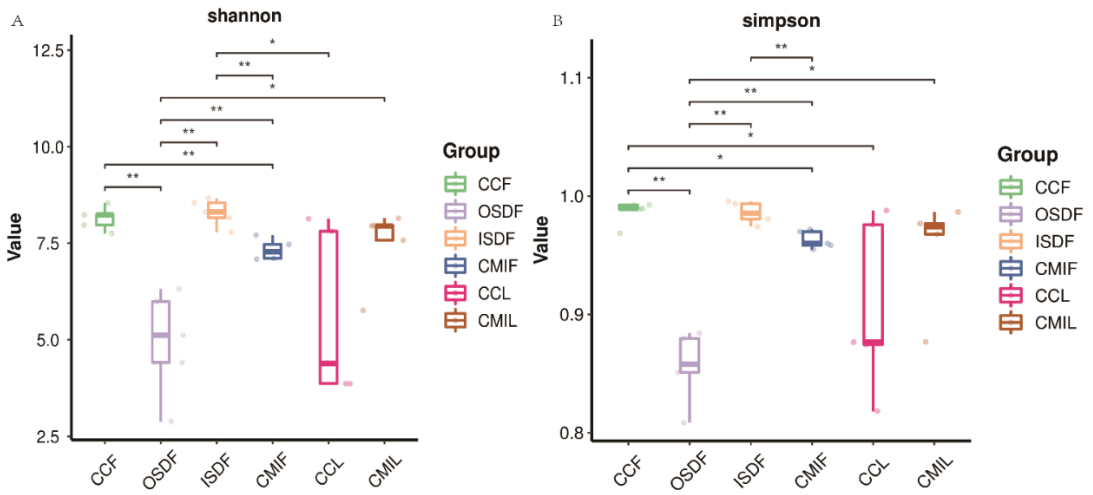 A
shannon
Value
12.5
10.0
7.5
5.0
2.5
*
**
*
**
**
**
**
CCF
OSDF
ISDF
CMIF
CCL
CMIL
Group
CCF
OSDF
ISDF
CMIF
CCL
CMIL
B
simpson
Value
1.1
1.0
0.9
0.8
**
*
**
**
*
*
**
CCF
OSDF
ISDF
CMIF
CCL
CMIL
Group
CCF
OSDF
ISDF
CMIF
CCL
CMIL